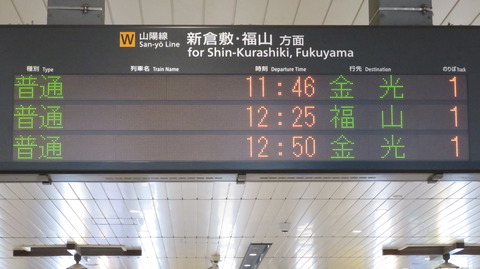 W 山陽線 San-yō Line 新倉敷・福山 方面
for Shin-Kurashiki, Fukuyama
種別 Type 列車名 Train Name 時刻 Departure Time 行先 Destination のりば Track
普通 11:46 金光 1
普通 12:25 福山 1
普通 12:50 金光 1